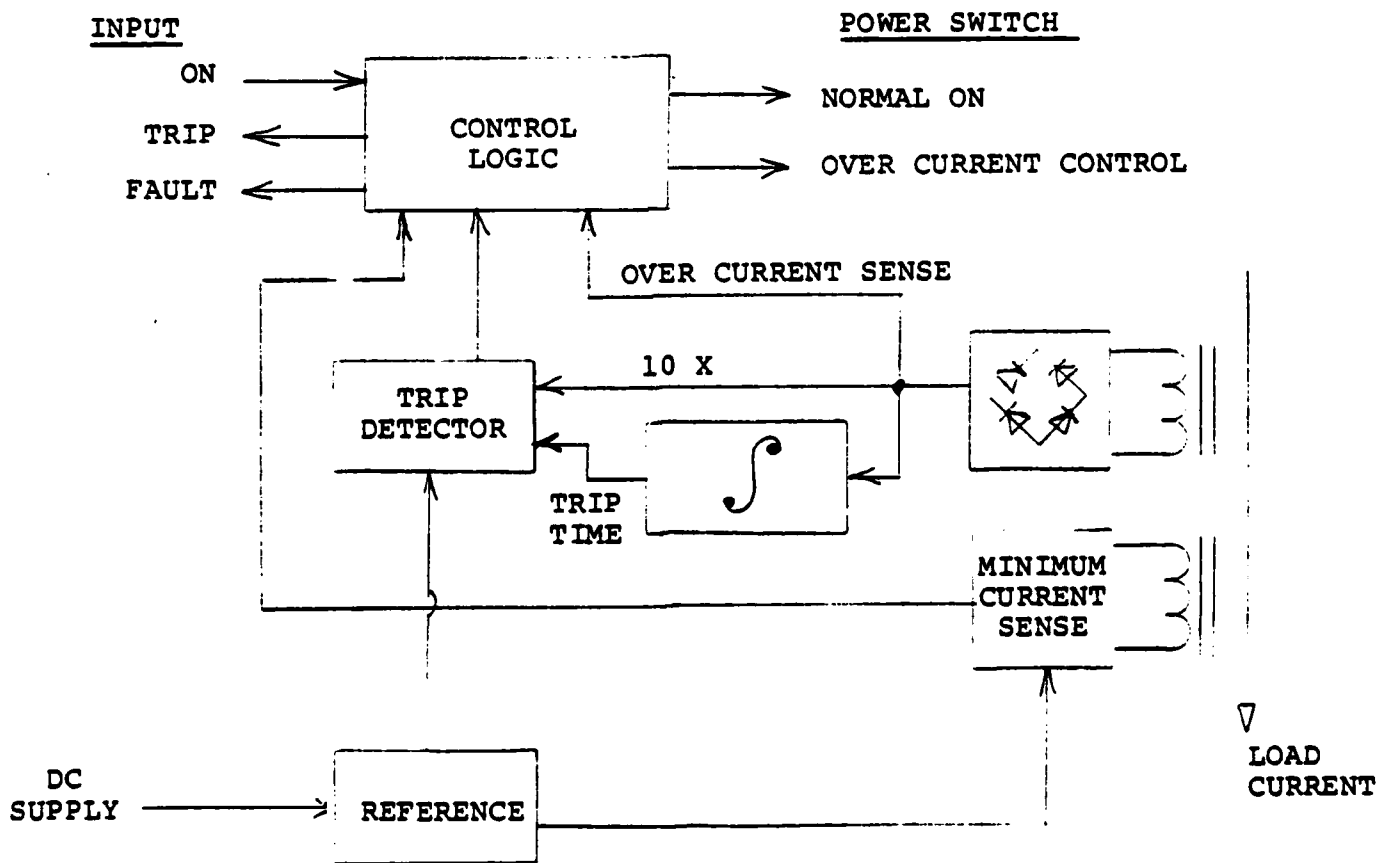 INPUT
POWER SWITCH
ON
TRIP
FAULT
CONTROL
LOGIC
NORMAL ON
OVER CURRENT CONTROL
OVER CURRENT SENSE
10 X
TRIP
DETECTOR
TRIP
TIME
MINIMUM
CURRENT
SENSE
DC
SUPPLY
REFERENCE
LOAD
CURRENT